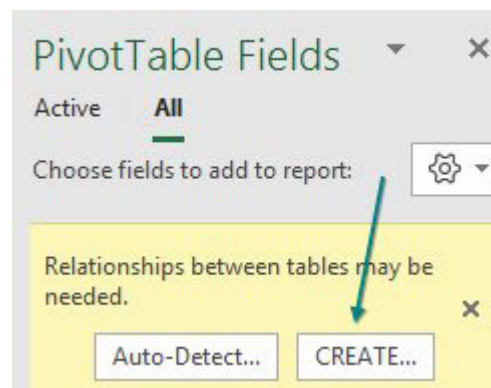 PivotTable Fields
Active All
Choose fields to add to report:
Relationships between tables may be
needed.
Auto-Detect... CREATE...